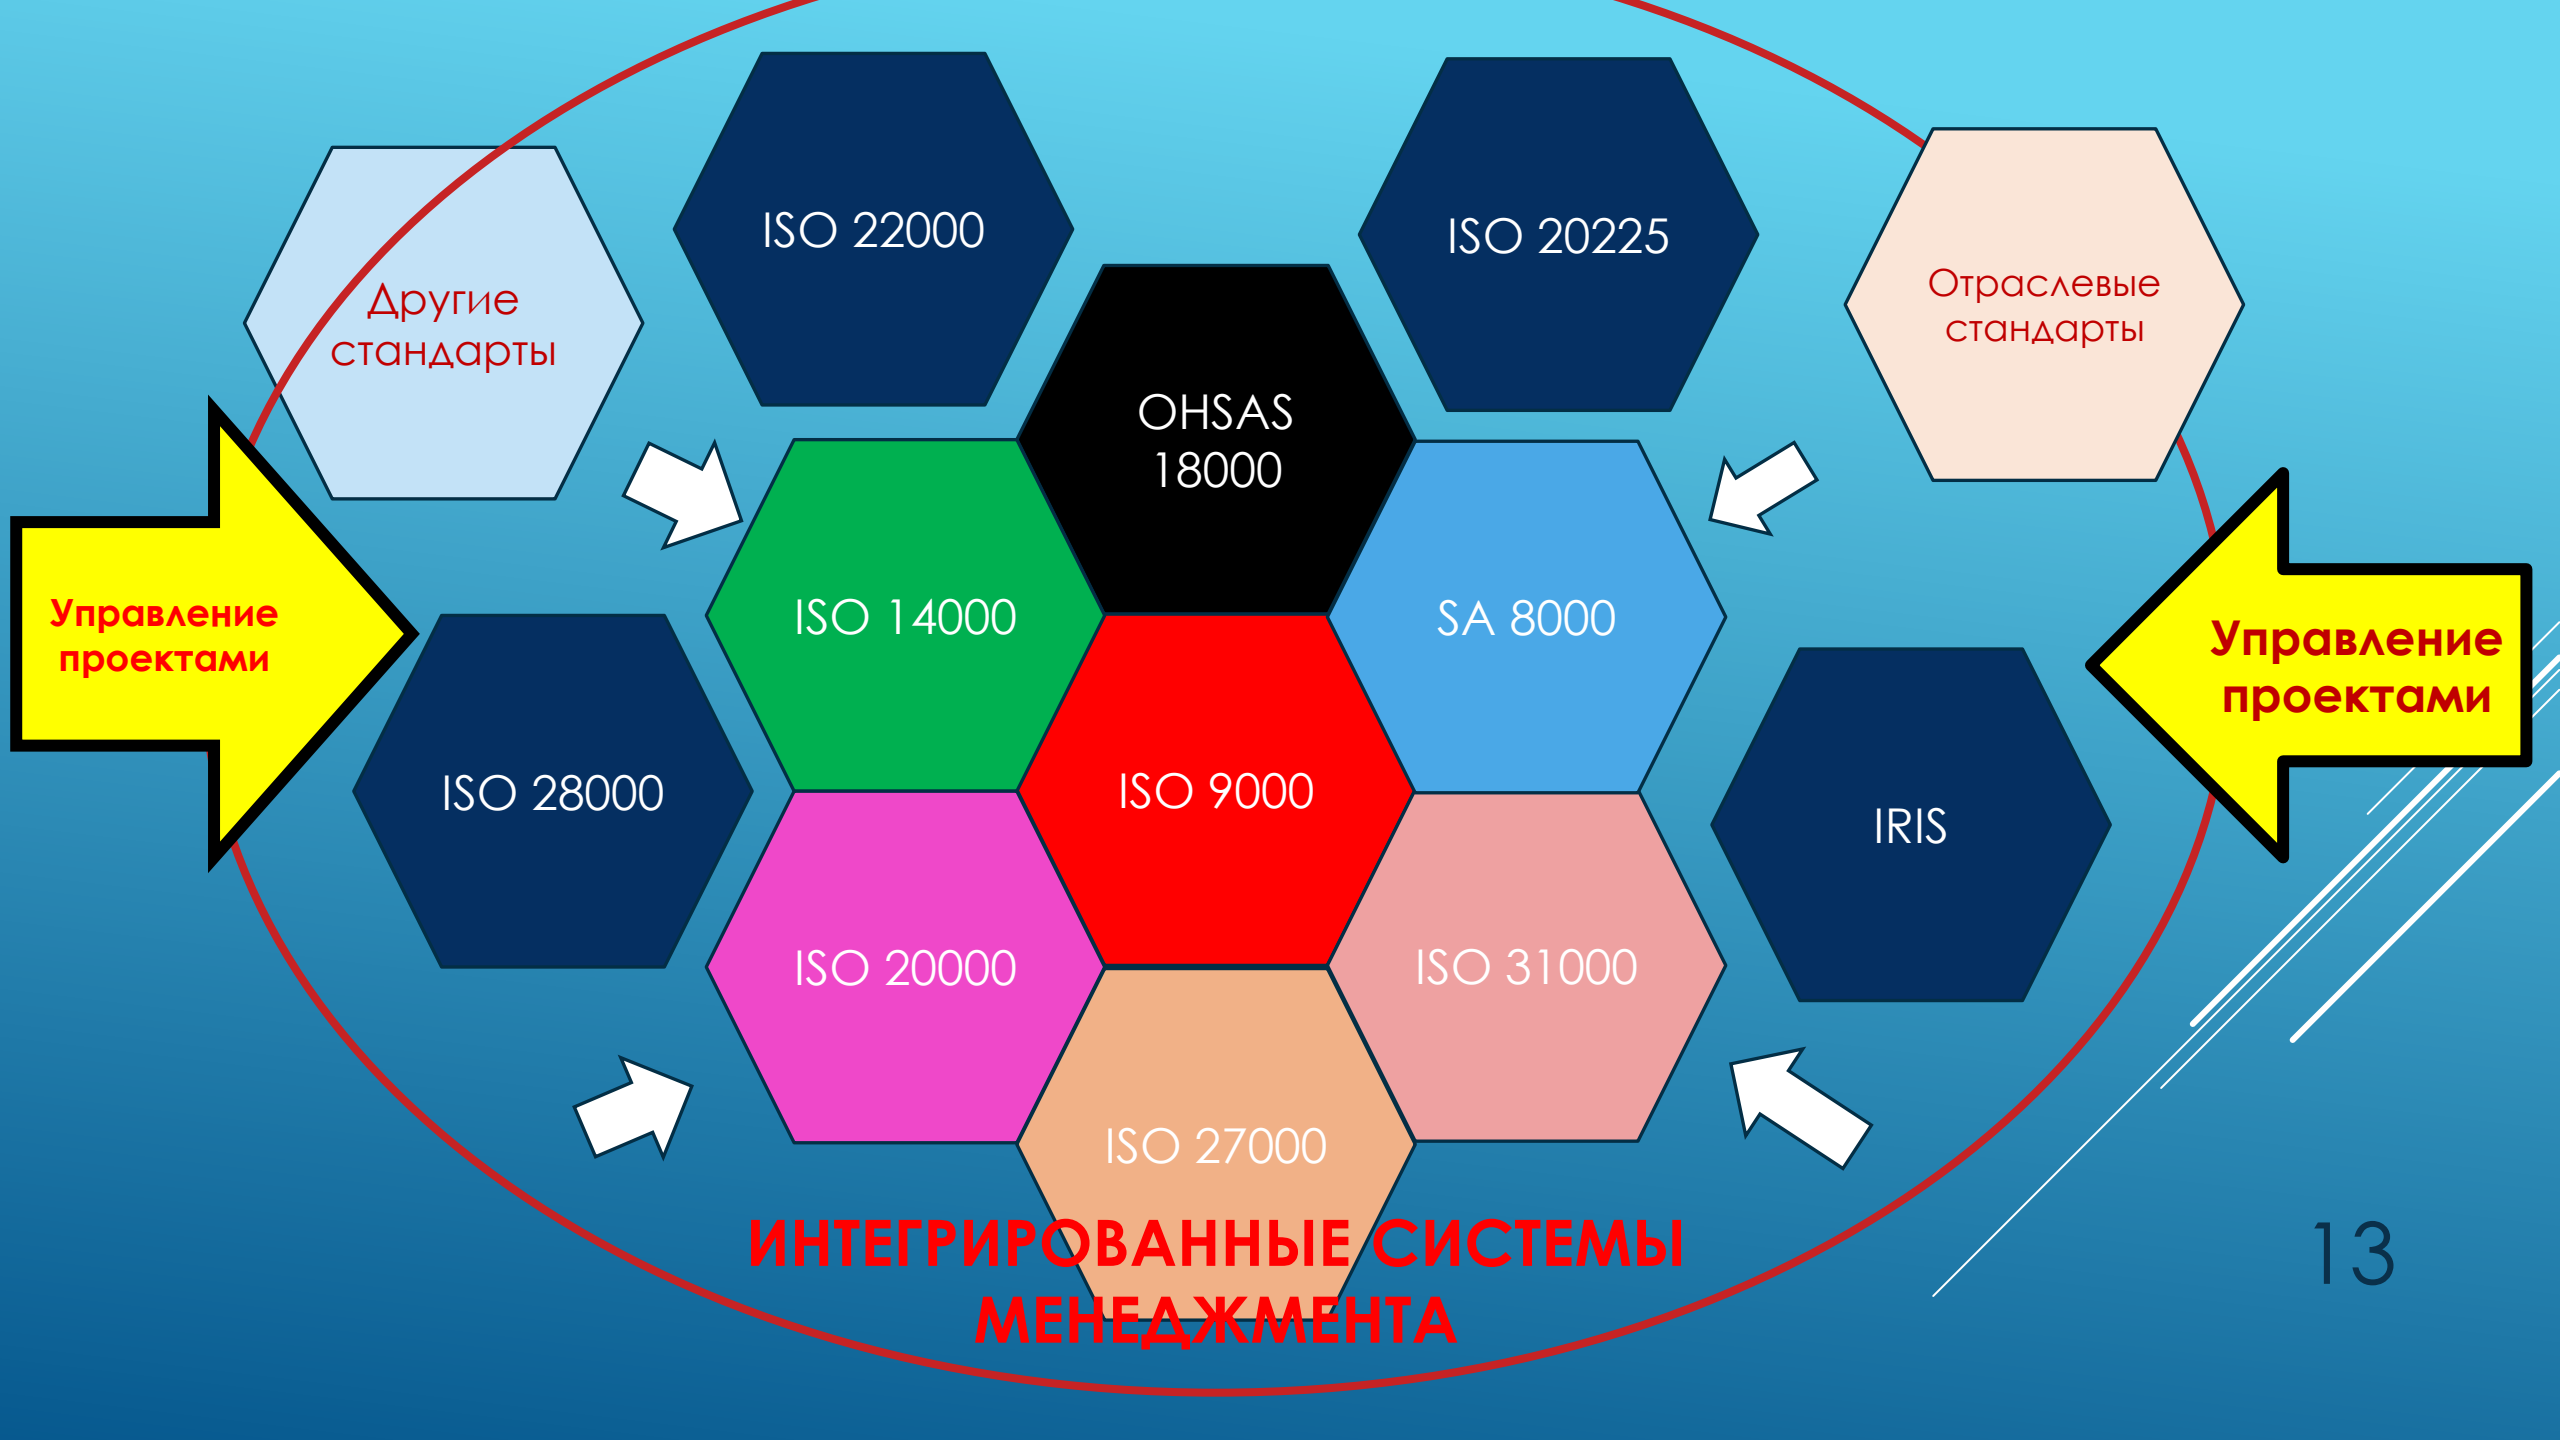 ISO 22000
ISO 20225
Другие
стандарты
Отраслевые
стандарты
OHSAS
18000
ISO 14000
SA 8000
Управление
проектами
Управление
проектами
ISO 28000
ISO 9000
IRIS
ISO 20000
ISO 31000
ISO 27000
ИНТЕГРИРОВАННЫЕ СИСТЕМЫ
МЕНЕДЖМЕНТА
13